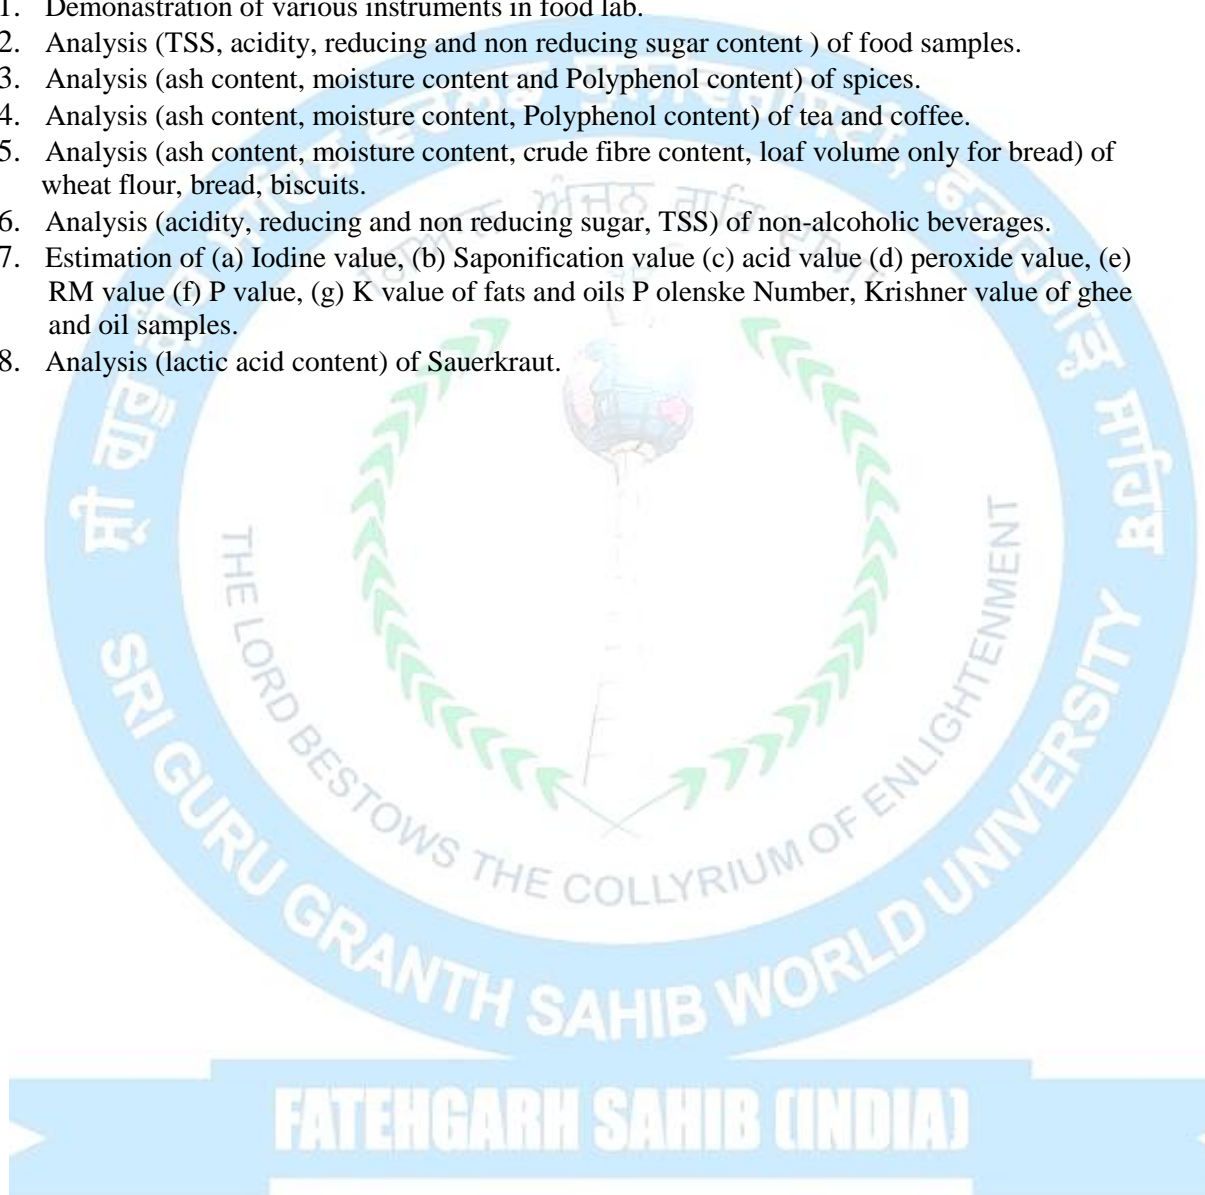 1. Demonastration of various instruments in food lab.
2. Analysis (TSS, acidity, reducing and non reducing sugar content ) of food samples.
3. Analysis (ash content, moisture content and Polyphenol content) of spices.
4. Analysis (ash content, moisture content, Polyphenol content) of tea and coffee.
5. Analysis (ash content, moisture content, crude fibre content, loaf volume only for bread) of
wheat flour, bread, biscuits.
6. Analysis (acidity, reducing and non reducing sugar, TSS) of non-alcoholic beverages.
7. Estimation of (a) Iodine value, (b) Saponification value (c) acid value (d) peroxide value, (e)
RM value (f) P value, (g) K value of fats and oils P olenske Number, Krishner value of ghee
and oil samples.
8. Analysis (lactic acid content) of Sauerkraut.
THE LORD BESTOWS THE COLLYRIUM OF ENLIGHTENMENT
SRI GURU GRANTH SAHIB WORLD UNIVERSITY
FATEHGARH SAHIB (INDIA)